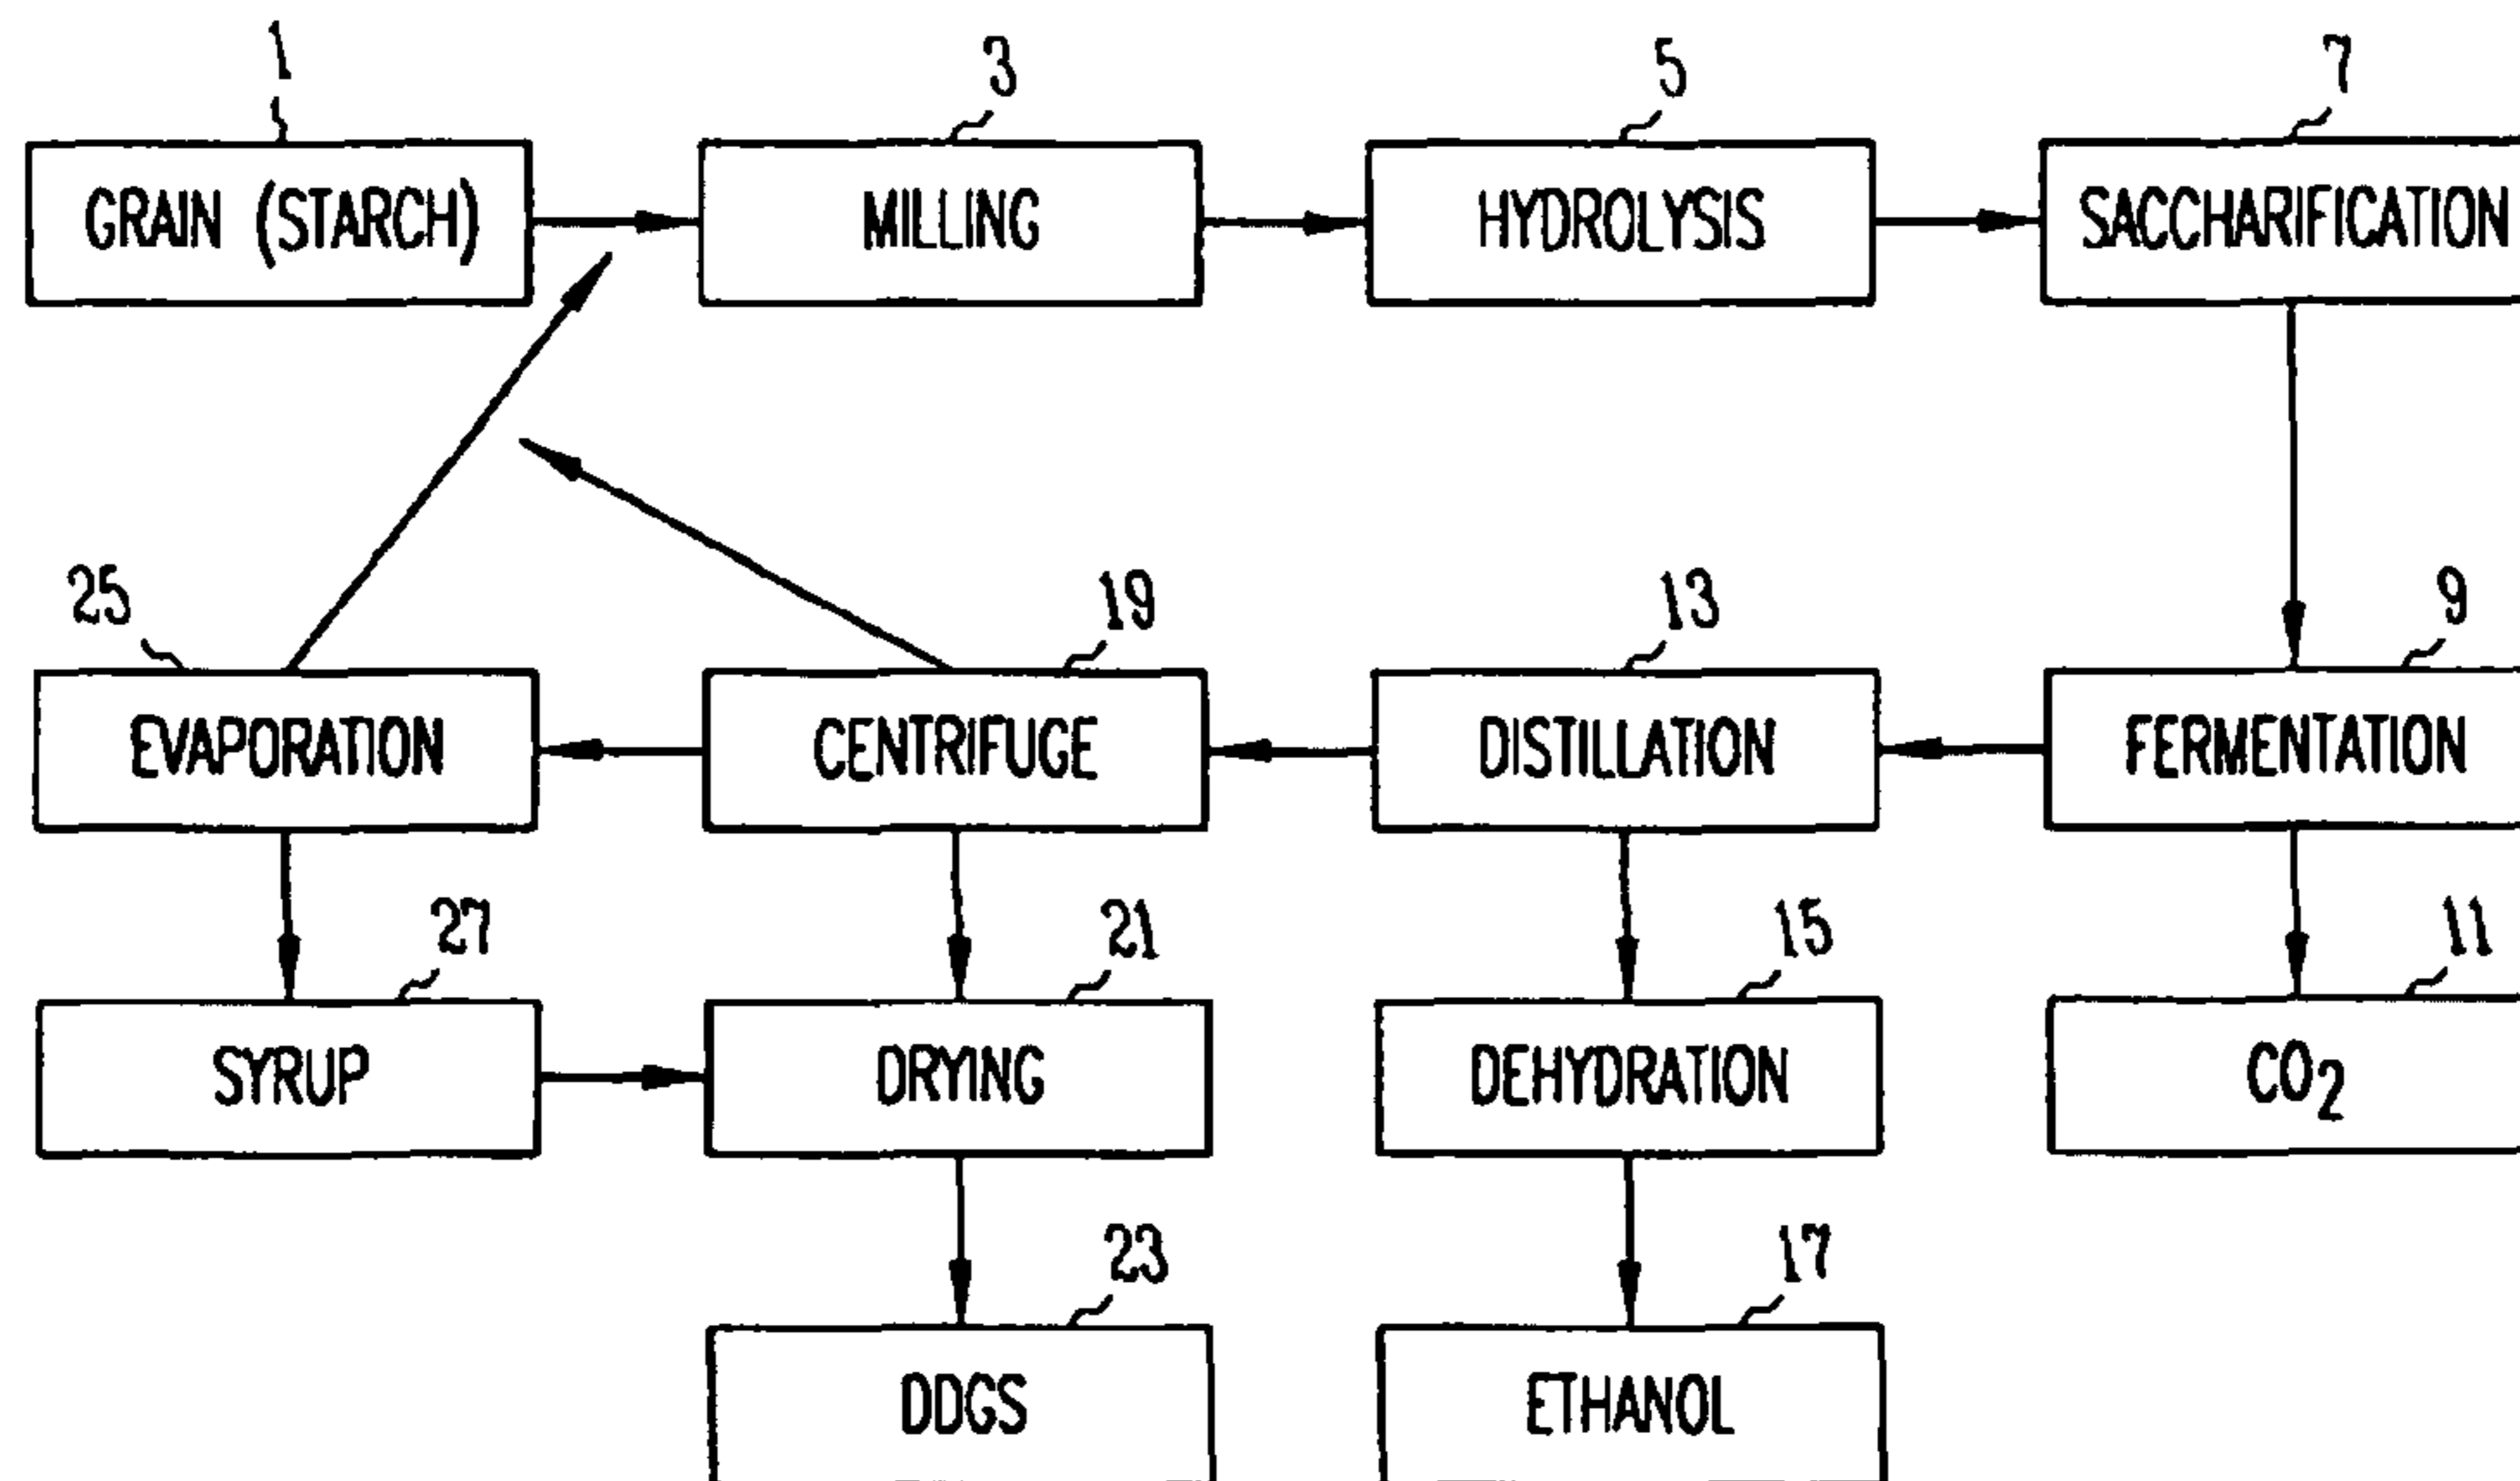 1
3
5
7
GRAIN (STARCH)
MILLING
HYDROLYSIS
SACCHARIFICATION
25
19
13
9
EVAPORATION
CENTRIFUGE
DISTILLATION
FERMENTATION
27
21
15
11
SYRUP
DRYING
DEHYDRATION
CO2
23
17
DDGS
ETHANOL